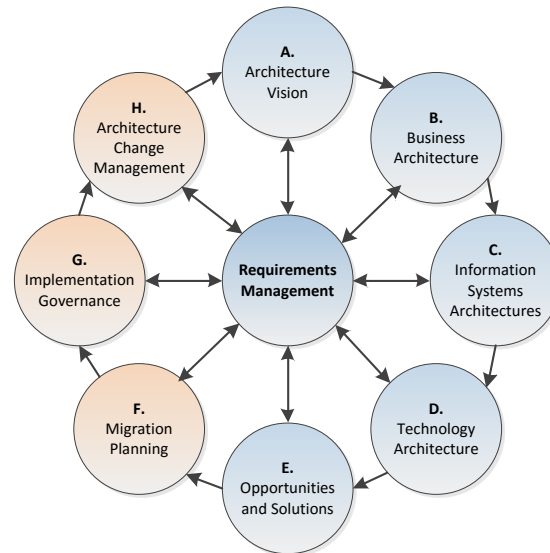 A.
Architecture
Vision
B.
Business
Architecture
C.
Information
Systems
Architectures
D.
Technology
Architecture
E.
Opportunities
and Solutions
F.
Migration
Planning
G.
Implementation
Governance
H.
Architecture
Change
Management
Requirements
Management